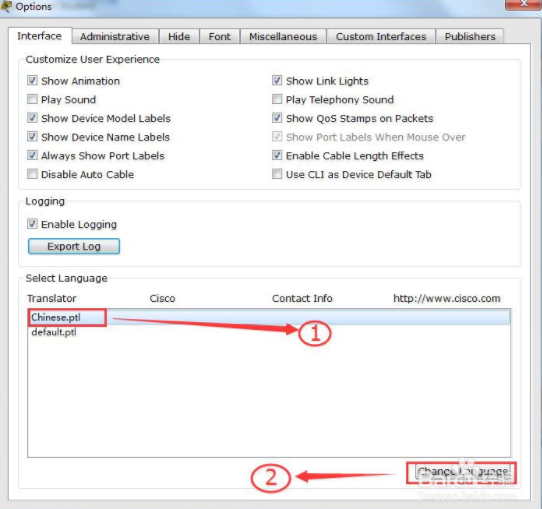 Options
Interface Administrative Hide Font Miscellaneous Custom Interfaces Publishers
Customize User Experience
Show Animation Show Link Lights
Play Sound Play Telephony Sound
Show Device Model Labels Show QoS Stamps on Packets
Show Device Name Labels Show Port Labels When Mouse Over
Always Show Port Labels Enable Cable Length Effects
Disable Auto Cable Use CLI as Device Default Tab
Logging
Enable Logging
Export Log
Select Language
Translator Cisco Contact Info http://www.cisco.com
Chinese.ptl
default.ptl
1
2 Change Language